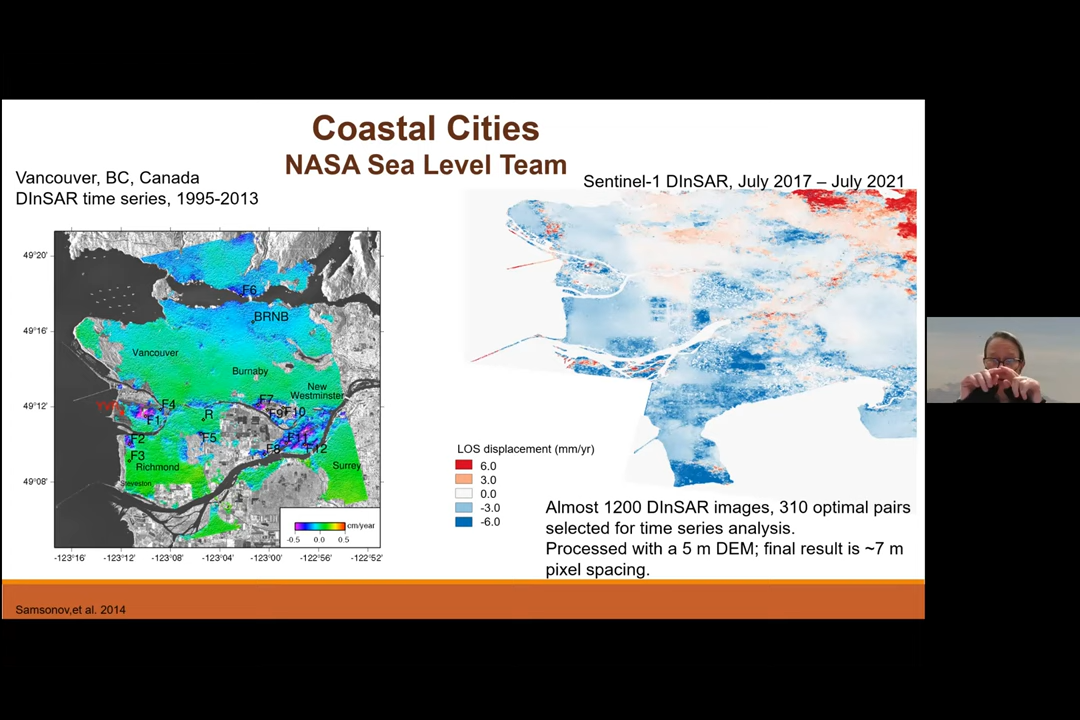 Coastal Cities
NASA Sea Level Team
Vancouver, BC, Canada
DInSAR time series, 1995-2013
Sentinel-1 DInSAR, July 2017 – July 2021
49°20'
49°16'
49°12'
49°08'
F6
BRNB
Vancouver
Burnaby
New
Westminster
F4
F1
F7
F9
F10
R
F2
F5
F11
F8
F12
F3
Richmond
Surrey
Steveston
cm/year
-0.5
0.0
0.5
-123°16'
-123°12'
-123°08'
-123°04'
-123°00'
-122°56'
-122°52'
LOS displacement (mm/yr)
6.0
3.0
0.0
-3.0
-6.0
Almost 1200 DInSAR images, 310 optimal pairs
selected for time series analysis.
Processed with a 5 m DEM; final result is ~7 m
pixel spacing.
Samsonov,et al. 2014